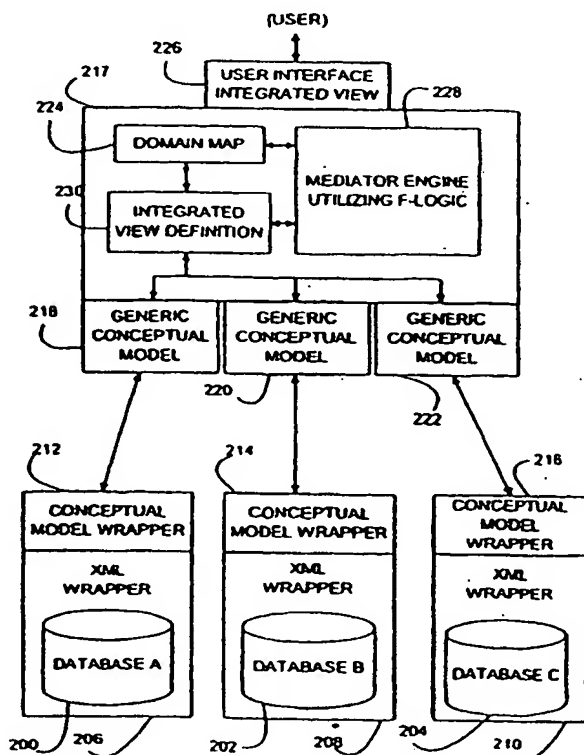 (USER)
226
USER INTERFACE
INTEGRATED VIEW
217
228
224
DOMAIN MAP
MEDIATOR ENGINE
UTILIZING F-LOGIC
230
INTEGRATED
VIEW DEFINITION
218
GENERIC
CONCEPTUAL
MODEL
GENERIC
CONCEPTUAL
MODEL
GENERIC
CONCEPTUAL
MODEL
220
222
212
214
216
CONCEPTUAL
MODEL WRAPPER
CONCEPTUAL
MODEL WRAPPER
CONCEPTUAL
MODEL
WRAPPER
XML
WRAPPER
XML
WRAPPER
XML
WRAPPER
DATABASE A
DATABASE B
DATABASE C
200
206
202
208
204
210